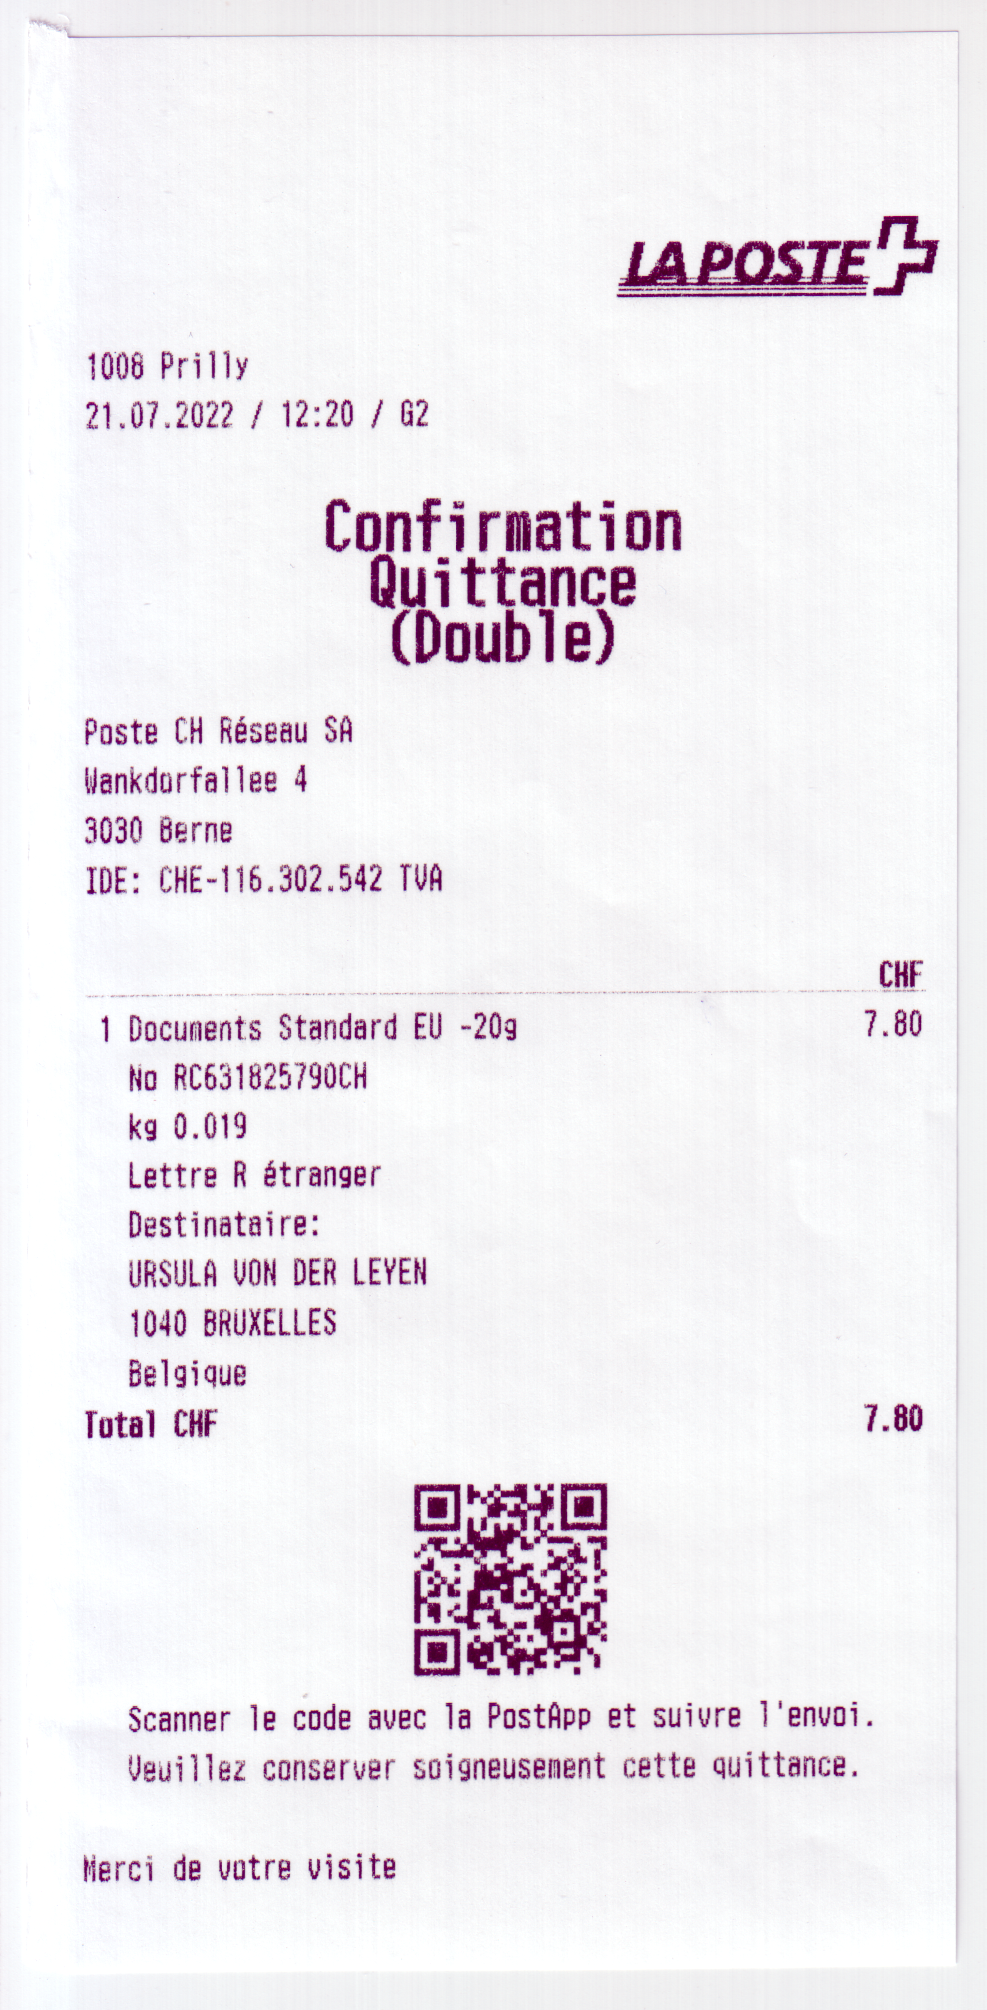 LA POSTE
1008 Prilly
21.07.2022 / 12:20 / G2
Confirmation
Quittance
(Double)
Poste CH Réseau SA
Wankdorfallee 4
3030 Berne
IDE: CHE-116.302.542 TVA
CHF
1 Documents Standard EU -20g 7.80
No RC631825790CH
kg 0.019
Lettre R étranger
Destinataire:
URSULA VON DER LEYEN
1040 BRUXELLES
Belgique
Total CHF 7.80
Scanner le code avec la PostApp et suivre l'envoi.
Veuillez conserver soigneusement cette quittance.
Merci de votre visite